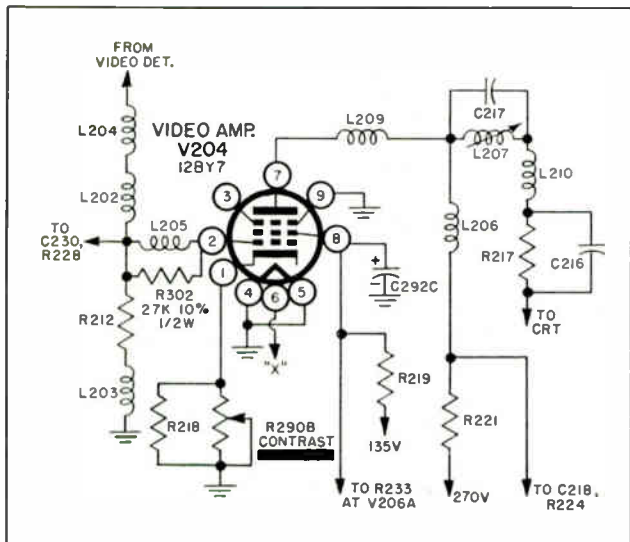 FROM
VIDEO DET.
L204
VIDEO AMP.
V204
12BY7
L202
TO
C230,
R228
L205
R302
27K 10%
1/2W
R212
L203
1
2
3
4
5
6
7
8
9
"X"
R218
R290B
CONTRAST
L209
C217
L207
L210
L206
R217
C216
TO
CRT
+
-
C292C
R219
135V
TO R233
AT V206A
R221
270V
TO C218,
R224